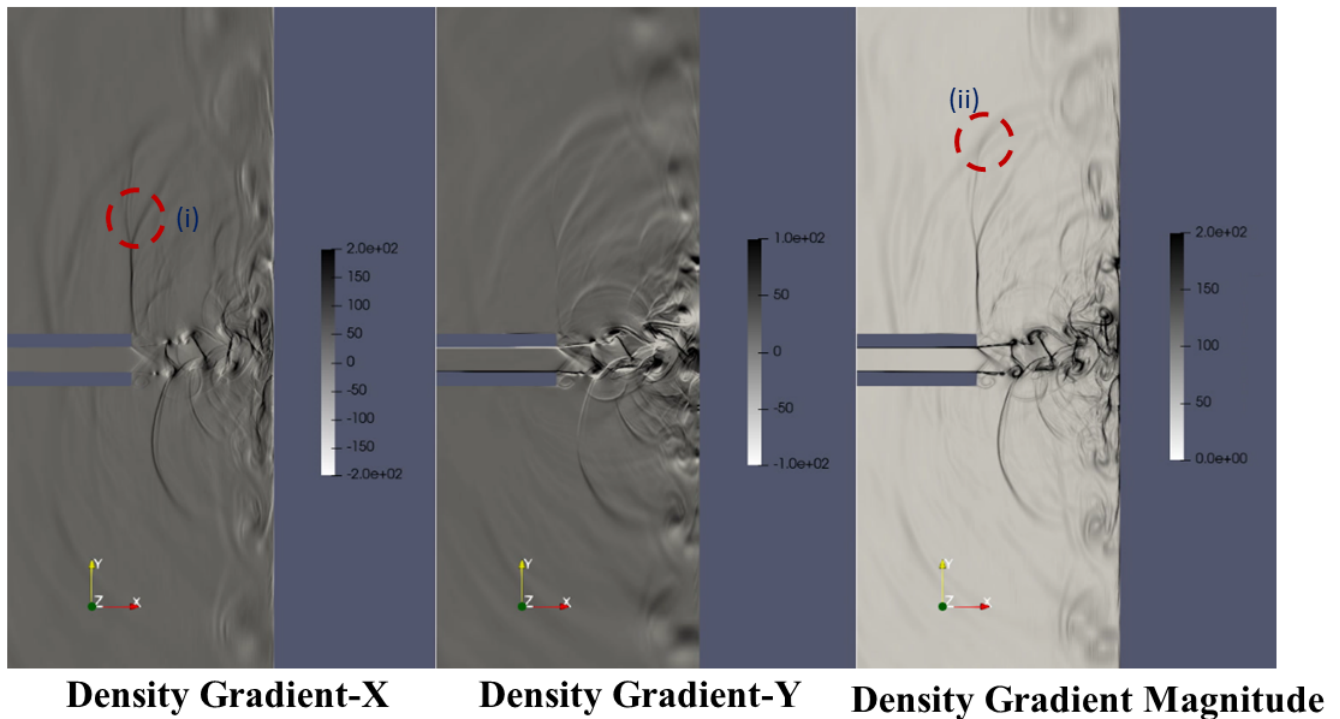 (ii)
(i)
2.0e+02
150
100
50
0
-50
-100
-150
-2.0e+02
1.0e+02
50
0
-50
-1.0e+02
2.0e+02
150
100
50
0.0e+00
Y
Z
X
Y
Z
X
Y
Z
X
Density Gradient-X
Density Gradient-Y
Density Gradient Magnitude